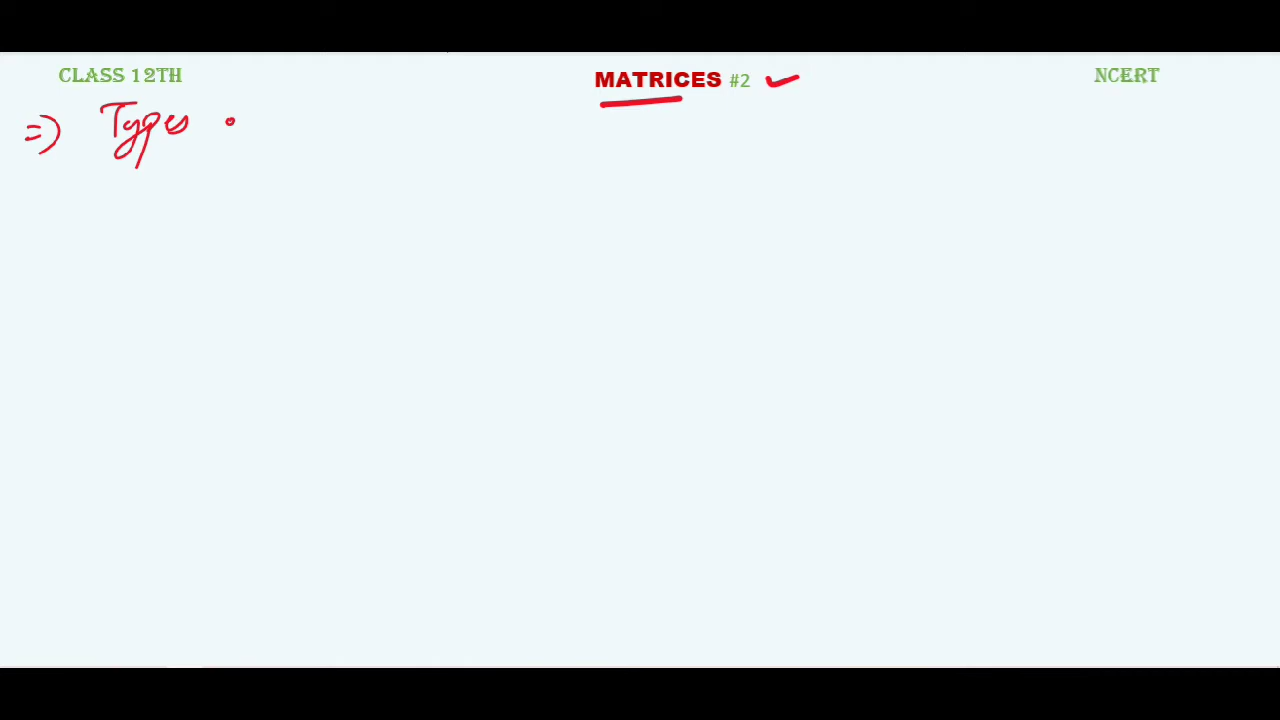 CLASS 12TH MATRICES #2 ✓ NCERT
⇒ Types